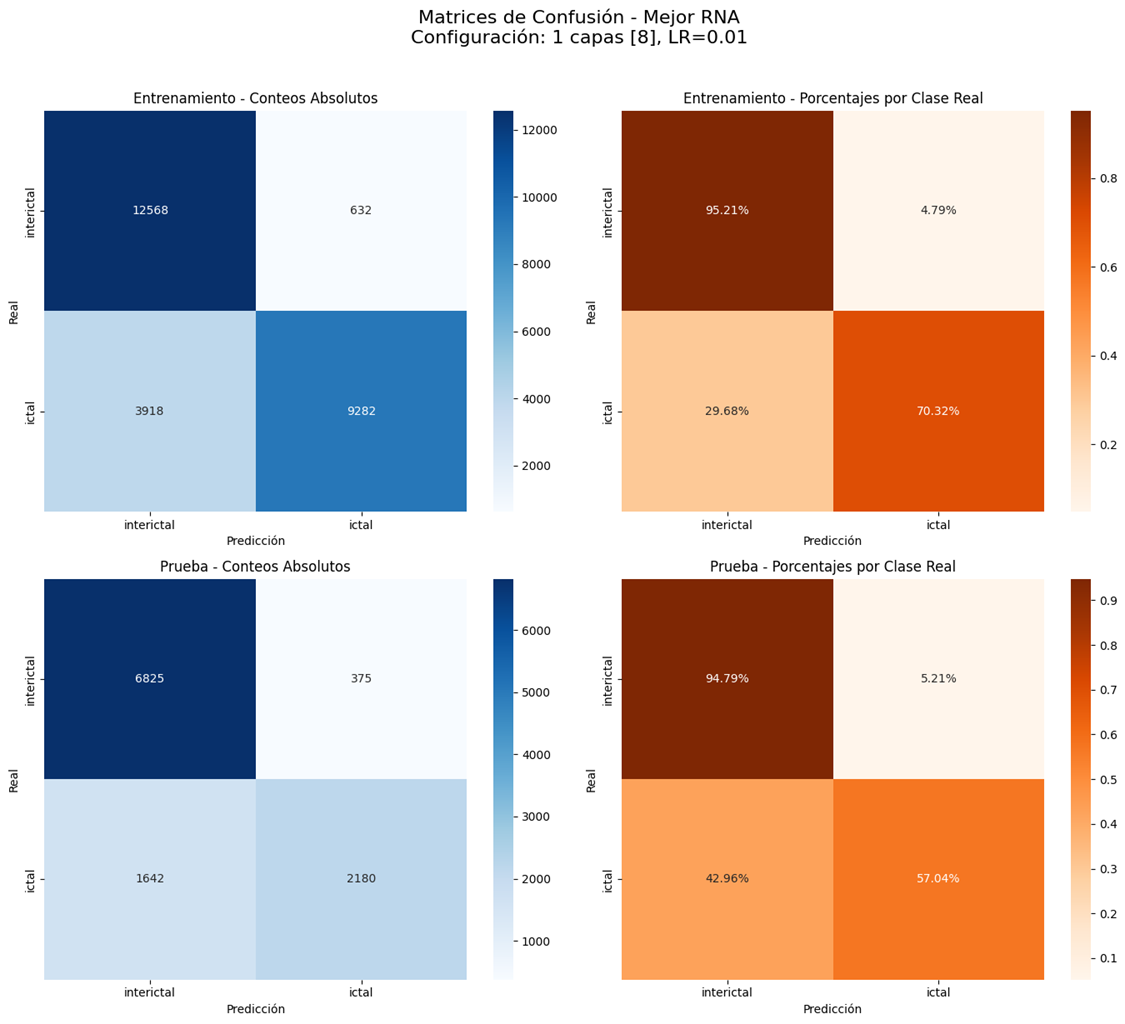 Matrices de Confusión - Mejor RNA
Configuración: 1 capas [8], LR=0.01
Entrenamiento - Conteos Absolutos
interictal
ictal
Real
12568
632
3918
9282
interictal
ictal
Predicción
12000
10000
8000
6000
4000
2000
Entrenamiento - Porcentajes por Clase Real
interictal
ictal
Real
95.21%
4.79%
29.68%
70.32%
interictal
ictal
Predicción
0.8
0.6
0.4
0.2
Prueba - Conteos Absolutos
interictal
ictal
Real
6825
375
1642
2180
interictal
ictal
Predicción
6000
5000
4000
3000
2000
1000
Prueba - Porcentajes por Clase Real
interictal
ictal
Real
94.79%
5.21%
42.96%
57.04%
interictal
ictal
Predicción
0.9
0.8
0.7
0.6
0.5
0.4
0.3
0.2
0.1